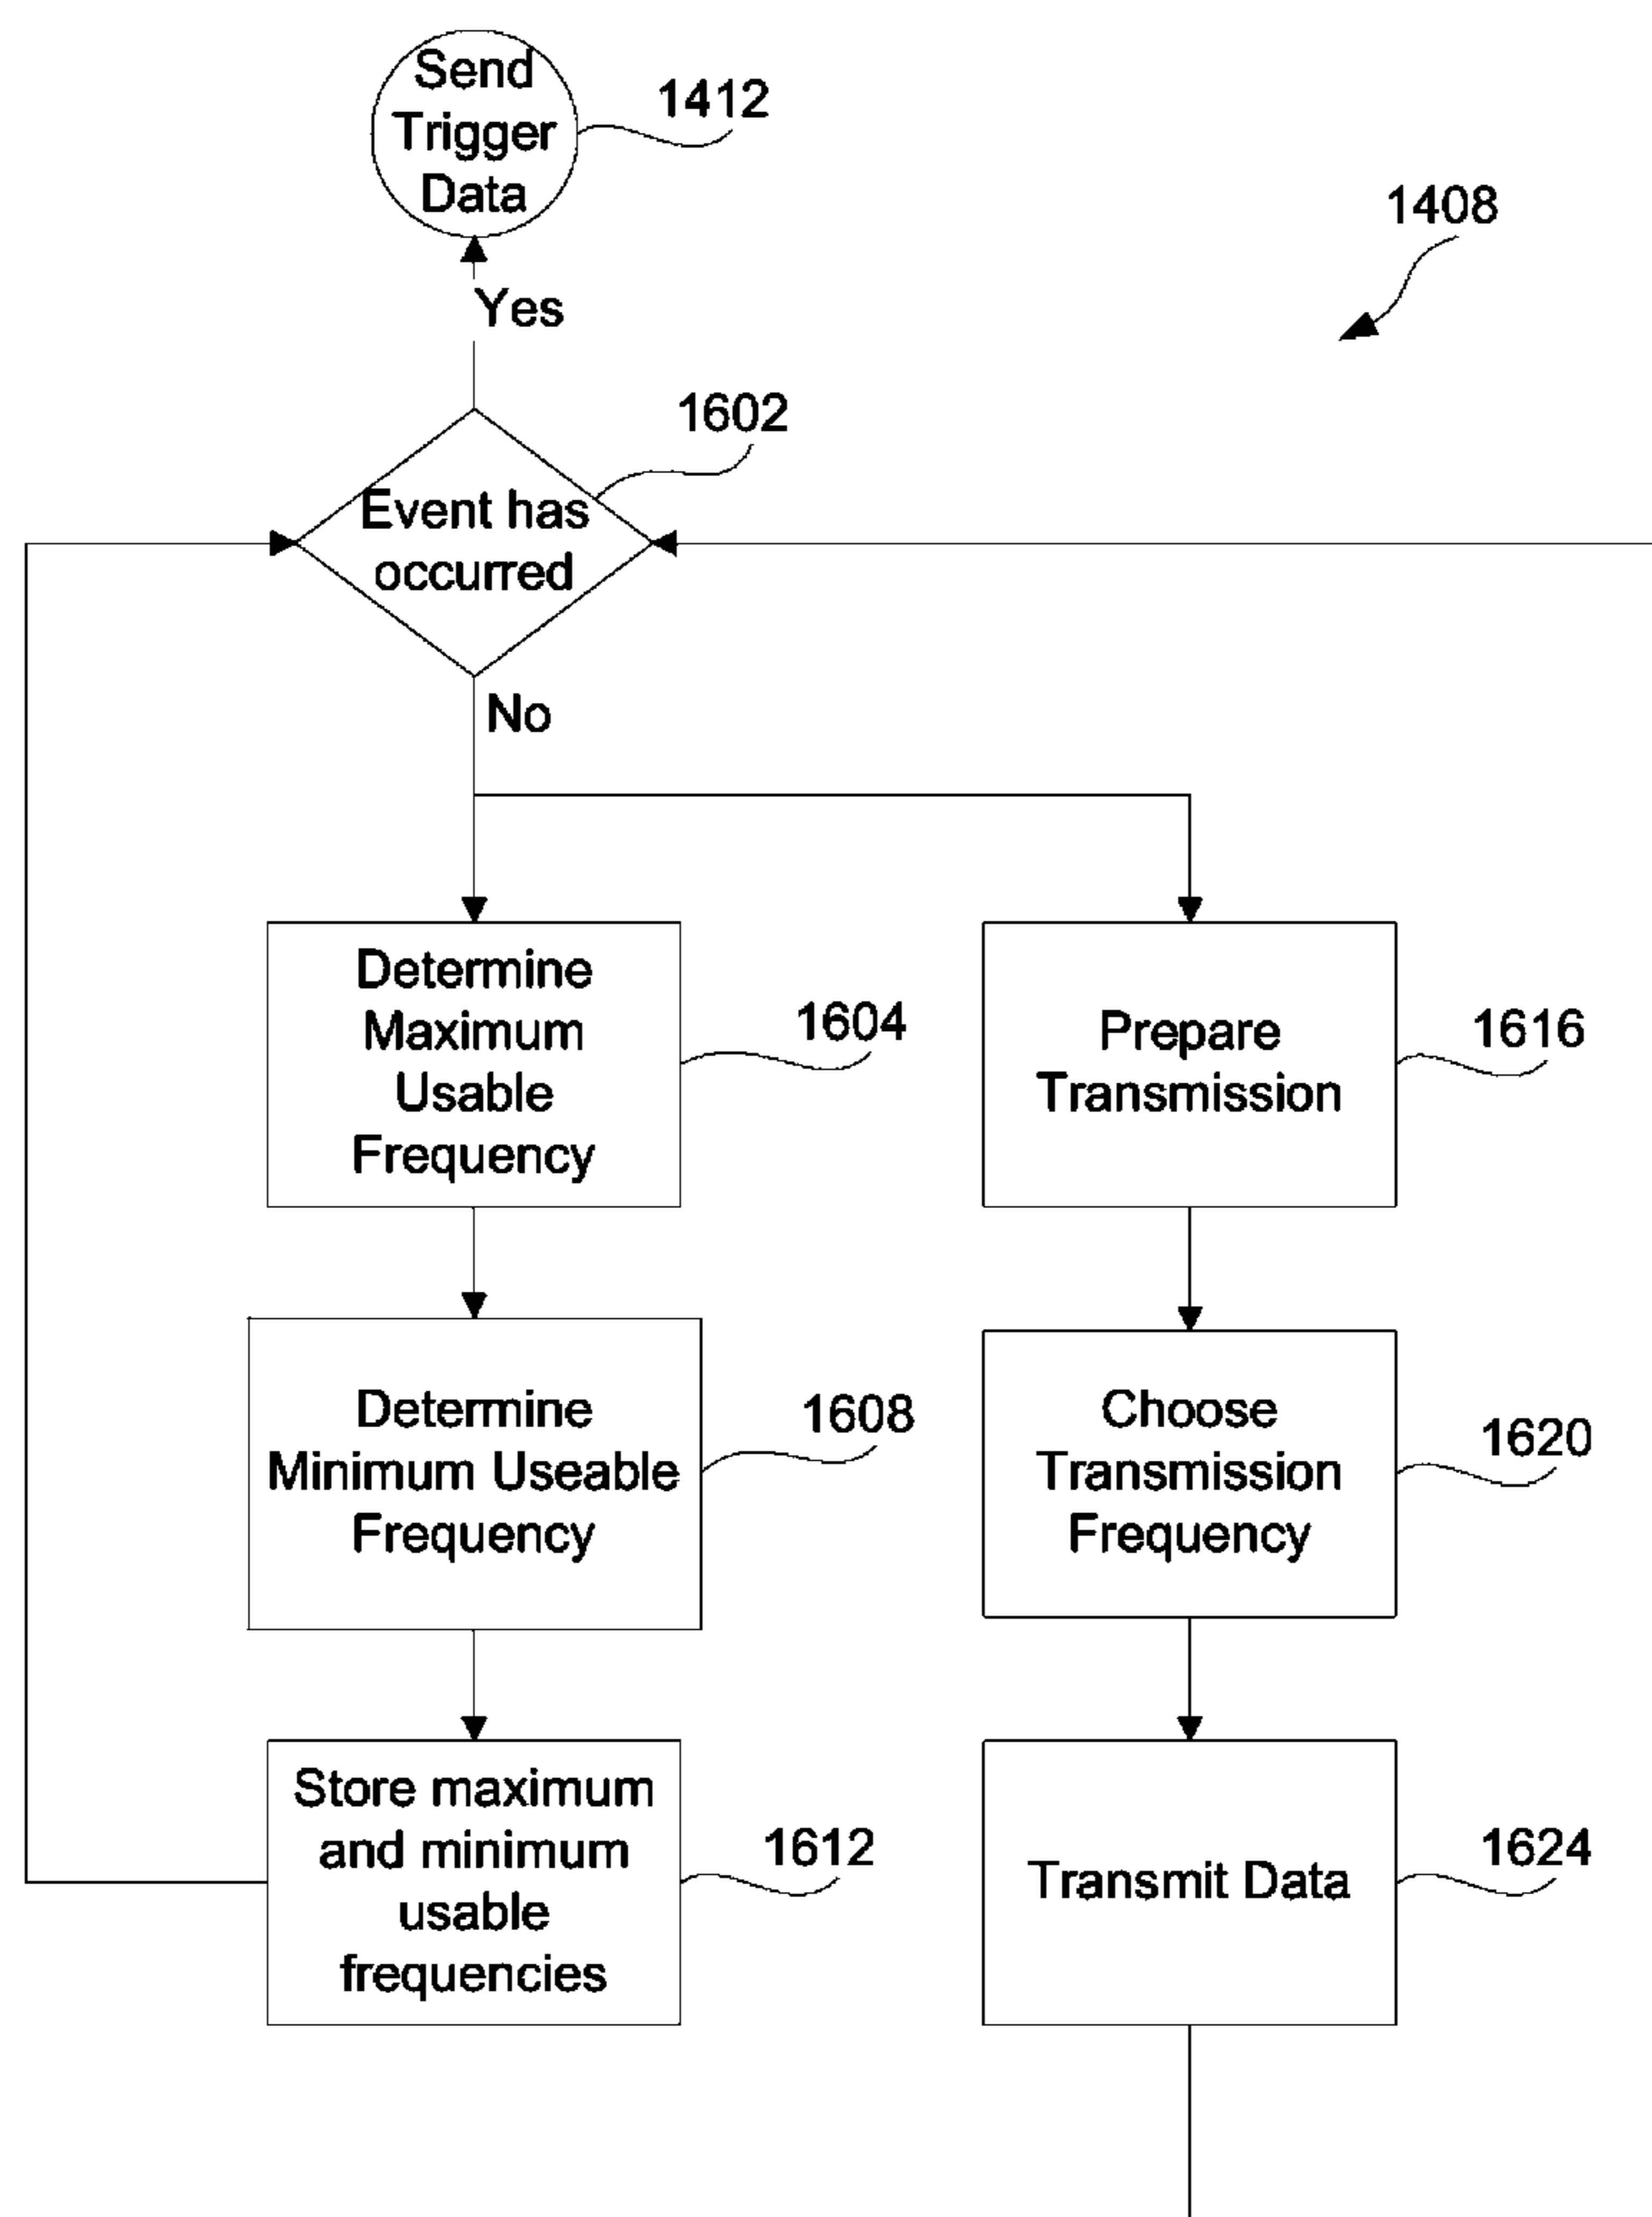 Send
Trigger
Data
1412
1408
Yes
1602
Event has
occurred
No
Determine
Maximum
Usable
Frequency
1604
Prepare
Transmission
1616
Determine
Minimum Useable
Frequency
1608
Choose
Transmission
Frequency
1620
Store maximum
and minimum
usable
frequencies
1612
Transmit Data
1624